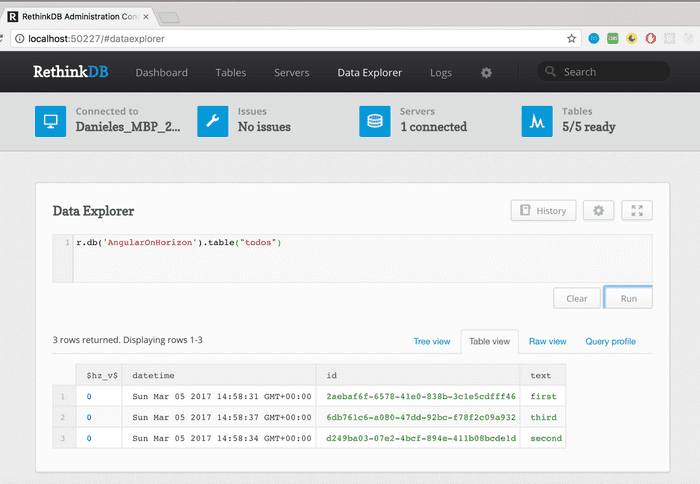 RethinkDB Administration Con
localhost:50227/#dataexplorer
RethinkDB Dashboard Tables Servers Data Explorer Logs Search
Connected to Issues Servers Tables
Danieles_MBP_2... No issues 1 connected 5/5 ready
Data Explorer History
1 r.db('AngularOnHorizon').table("todos")
Clear Run
3 rows returned. Displaying rows 1-3 Tree view Table view Raw view Query profile
$hz_v$ datetime id text
1 0 Sun Mar 05 2017 14:58:31 GMT+00:00 2aebaf6f-6578-41e0-838b-3c1e5cdfff46 first
2 0 Sun Mar 05 2017 14:58:37 GMT+00:00 6db761c6-a080-47dd-92bc-f78f2c09a932 third
3 0 Sun Mar 05 2017 14:58:34 GMT+00:00 d249ba03-07e2-4bcf-894e-411b08bcde1d second